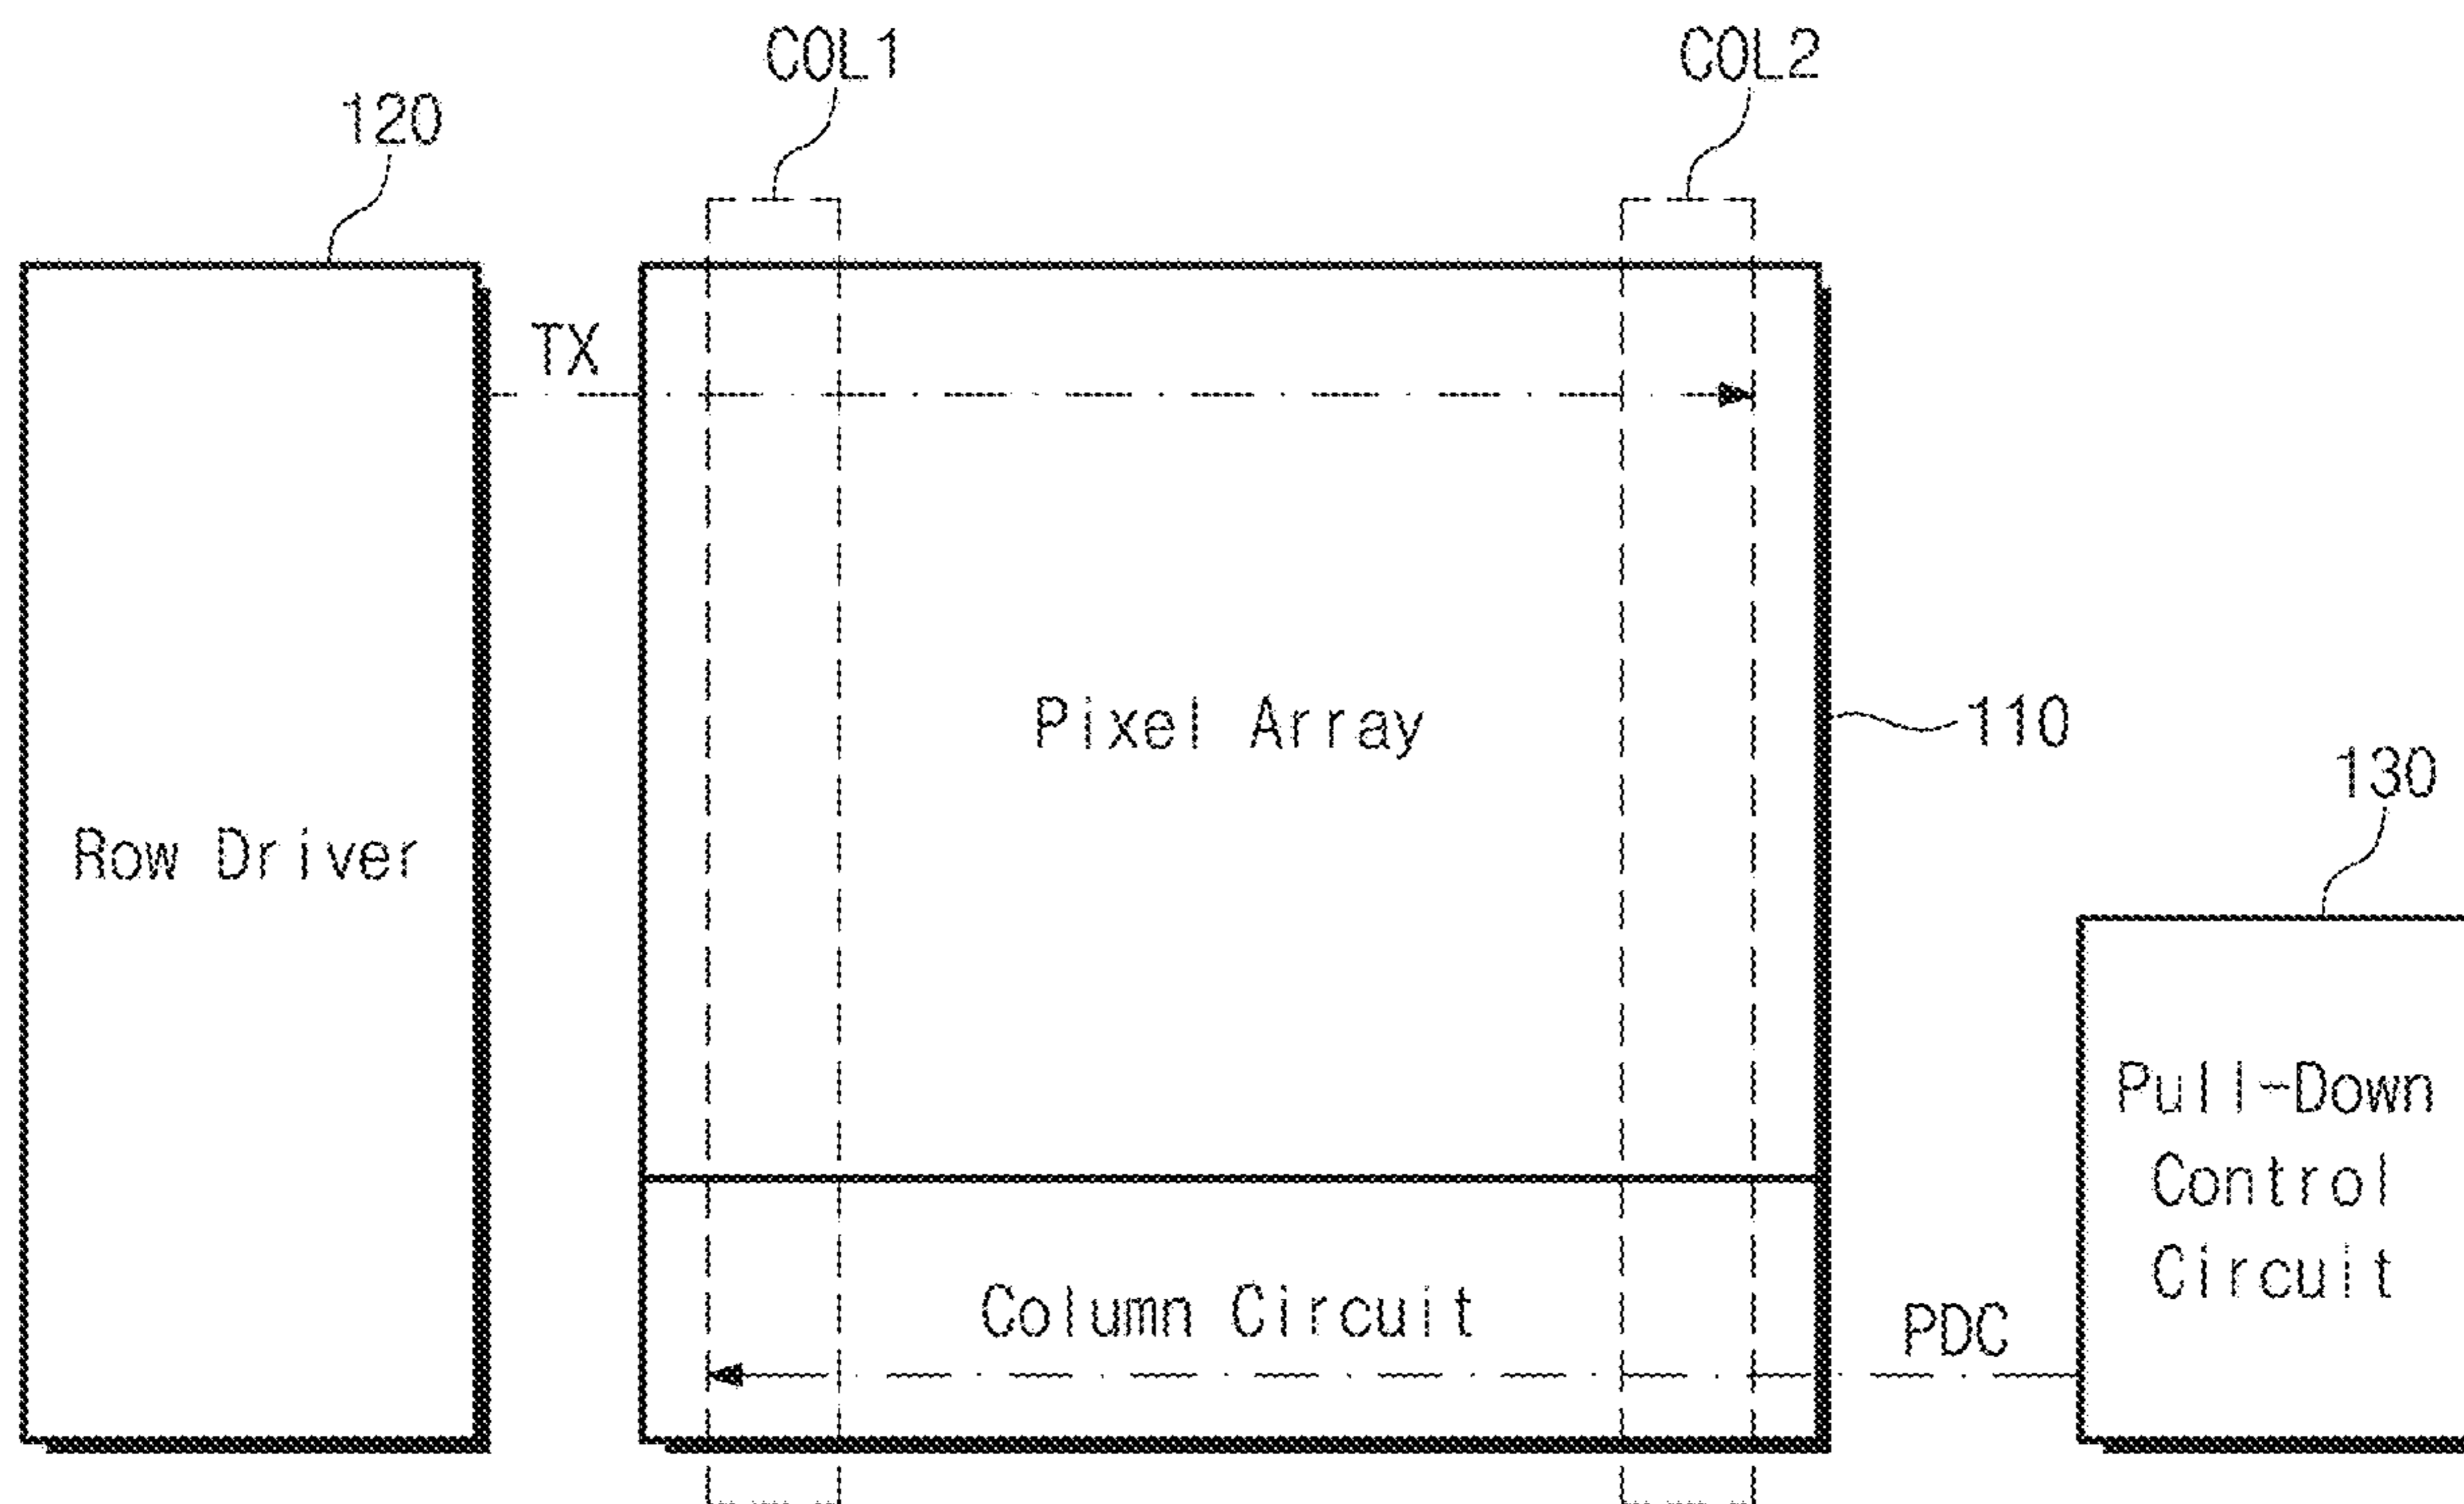 COL1
COL2
120
TX
Pixel Array
110
130
Row Driver
Pull-Down
Control
Circuit
Column Circuit
PDC